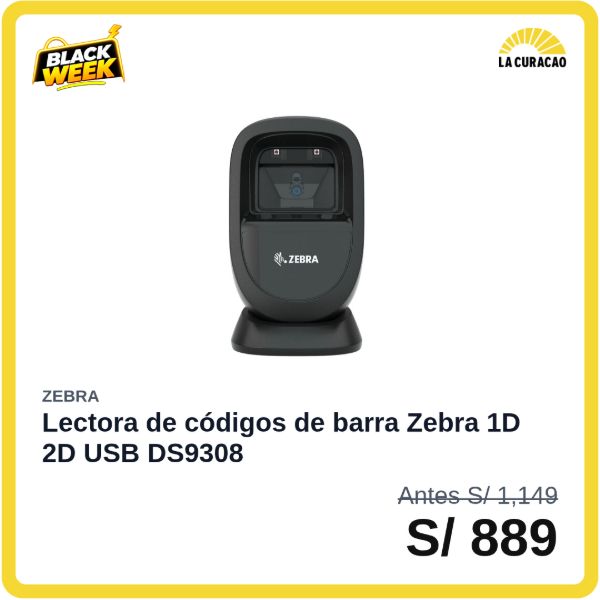 BLACK
WEEK
LA CURACAO
ZEBRA
ZEBRA
Lectora de códigos de barra Zebra 1D
2D USB DS9308
Antes S/ 1,149
S/ 889